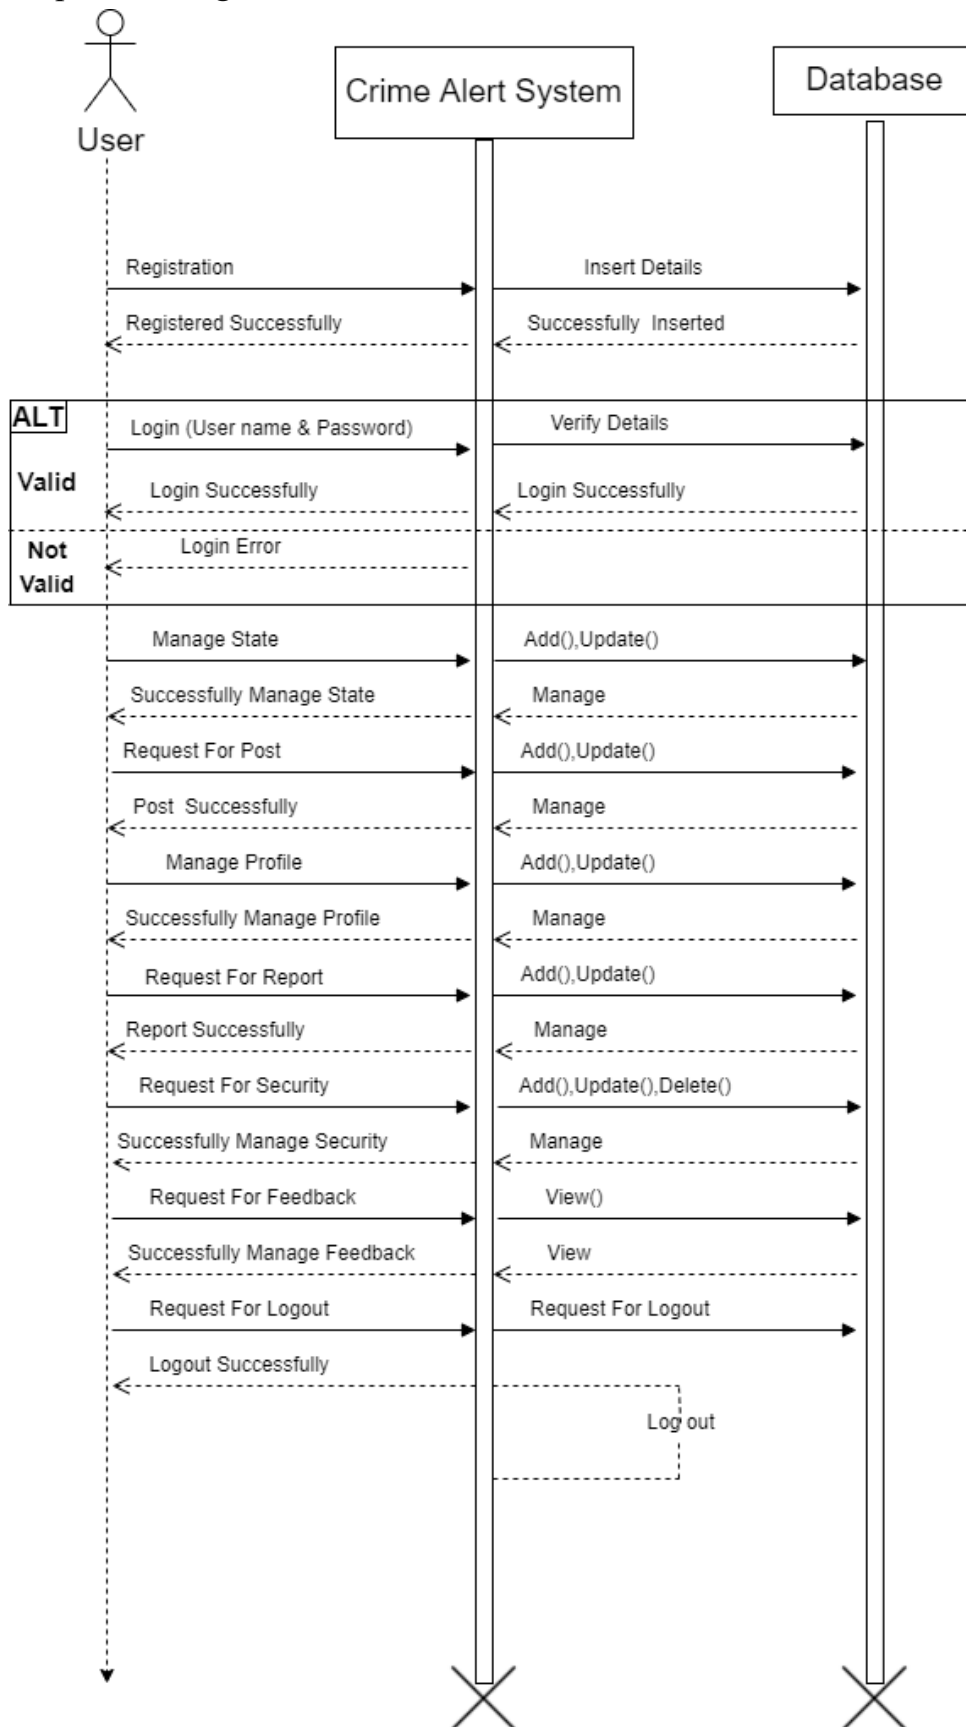 User
Crime Alert System
Database
Registration
Insert Details
Registered Successfully
Successfully Inserted
ALT
Login (User name & Password)
Verify Details
Valid
Login Successfully
Login Successfully
Not
Valid
Login Error
Manage State
Add(),Update()
Successfully Manage State
Manage
Request For Post
Add(),Update()
Post Successfully
Manage
Manage Profile
Add(),Update()
Successfully Manage Profile
Manage
Request For Report
Add(),Update()
Report Successfully
Manage
Request For Security
Add(),Update(),Delete()
Successfully Manage Security
Manage
Request For Feedback
View()
Successfully Manage Feedback
View
Request For Logout
Request For Logout
Logout Successfully
Log out